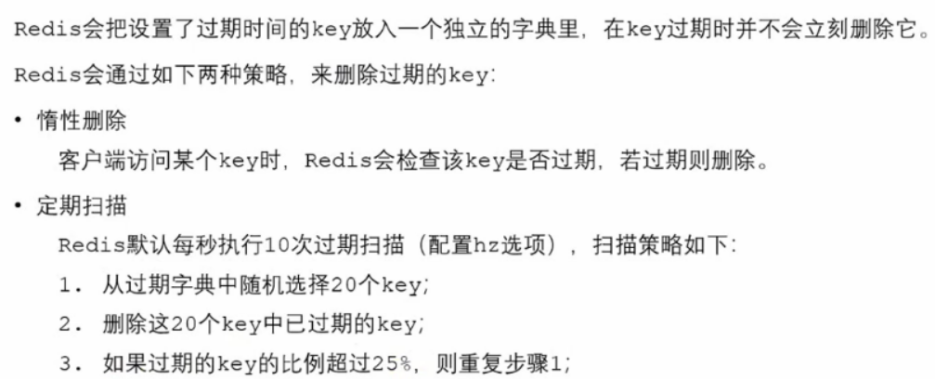 Redis会把设置了过期时间的key放入一个独立的字典里，在key过期时并不会立刻删除它。
Redis会通过如下两种策略，来删除过期的key：
• 惰性删除
客户端访问某个key时，Redis会检查该key是否过期，若过期则删除。
• 定期扫描
Redis默认每秒执行10次过期扫描（配置hz选项），扫描策略如下：
1. 从过期字典中随机选择20个key；
2. 删除这20个key中已过期的key；
3. 如果过期的key的比例超过25%，则重复步骤1；